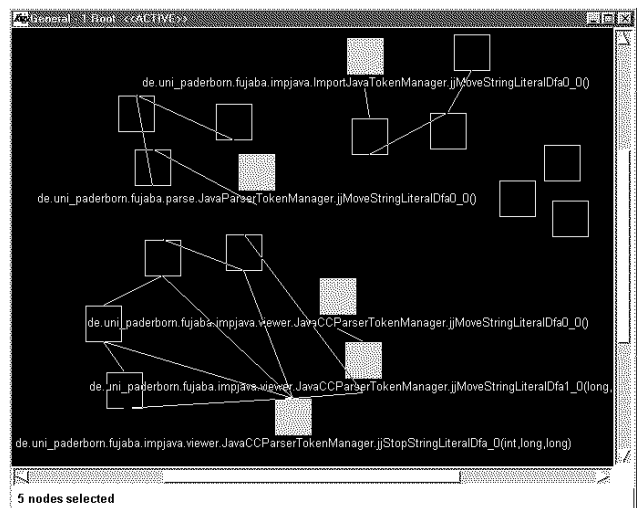 General - 1 Root <<ACTIVE>>
de.uni_paderborn.fujaba.impjava.ImportJavaTokenManager.jjMoveStringLiteralDfa0_0()
de.uni_paderborn.fujaba.parse.JavaParserTokenManager.jjMoveStringLiteralDfa0_0()
de.uni_paderborn.fujaba.impjava.viewer.JavaCCParserTokenManager.jjMoveStringLiteralDfa0_0()
de.uni_paderborn.fujaba.impjava.viewer.JavaCCParserTokenManager.jjMoveStringLiteralDfa1_0(long,
de.uni_paderborn.fujaba.impjava.viewer.JavaCCParserTokenManager.jjStopStringLiteralDfa_0(int,long,long)
5 nodes selected